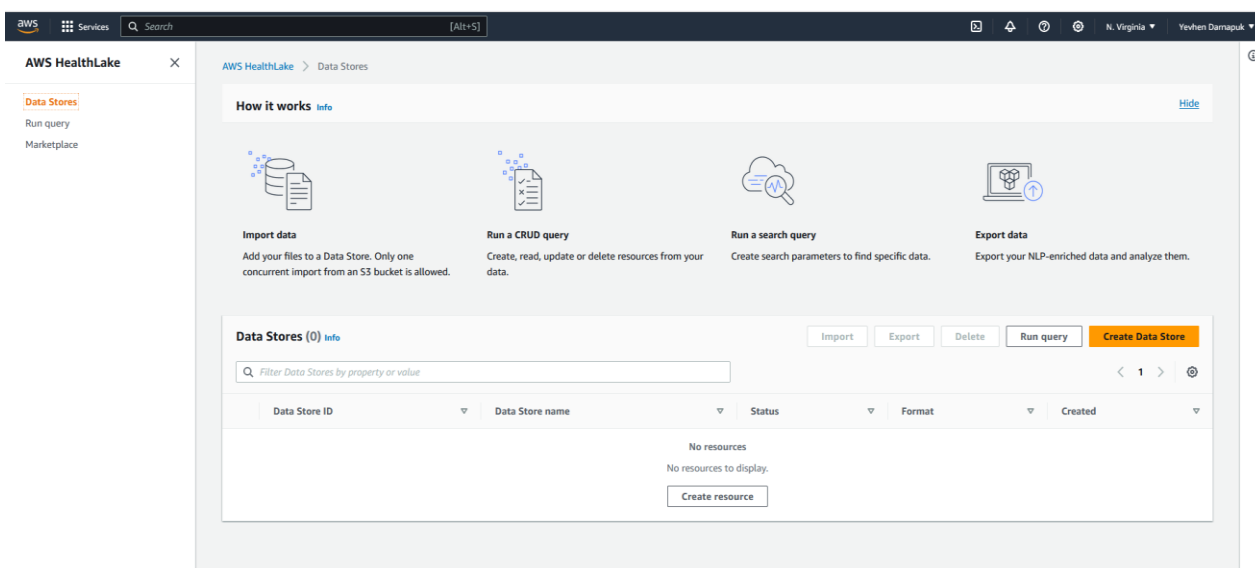 aws Services Search [Alt+S] N. Virginia Yevhen Darnapuk
AWS HealthLake
Data Stores
Run query
Marketplace
AWS HealthLake > Data Stores
How it works Info Hide
Import data
Add your files to a Data Store. Only one
concurrent import from an S3 bucket is allowed.
Run a CRUD query
Create, read, update or delete resources from your
data.
Run a search query
Create search parameters to find specific data.
Export data
Export your NLP-enriched data and analyze them.
Data Stores (0) Info Import Export Delete Run query Create Data Store
Filter Data Stores by property or value < 1 >
Data Store ID Data Store name Status Format Created
No resources
No resources to display.
Create resource